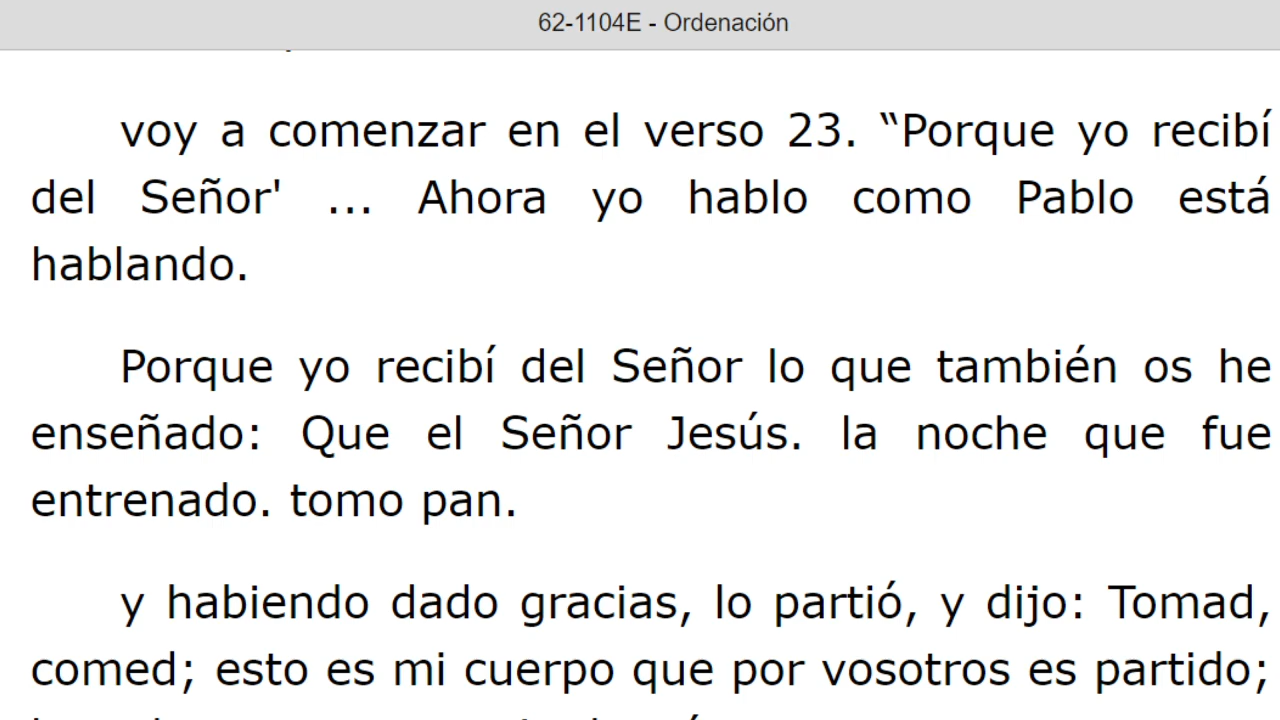 62-1104E - Ordenación
voy a comenzar en el verso 23. “Porque yo recibí
del Señor' ... Ahora yo hablo como Pablo está
hablando.
Porque yo recibí del Señor lo que también os he
enseñado: Que el Señor Jesús. la noche que fue
entrenado. tomo pan.
y habiendo dado gracias, lo partió, y dijo: Tomad,
comed; esto es mi cuerpo que por vosotros es partido;